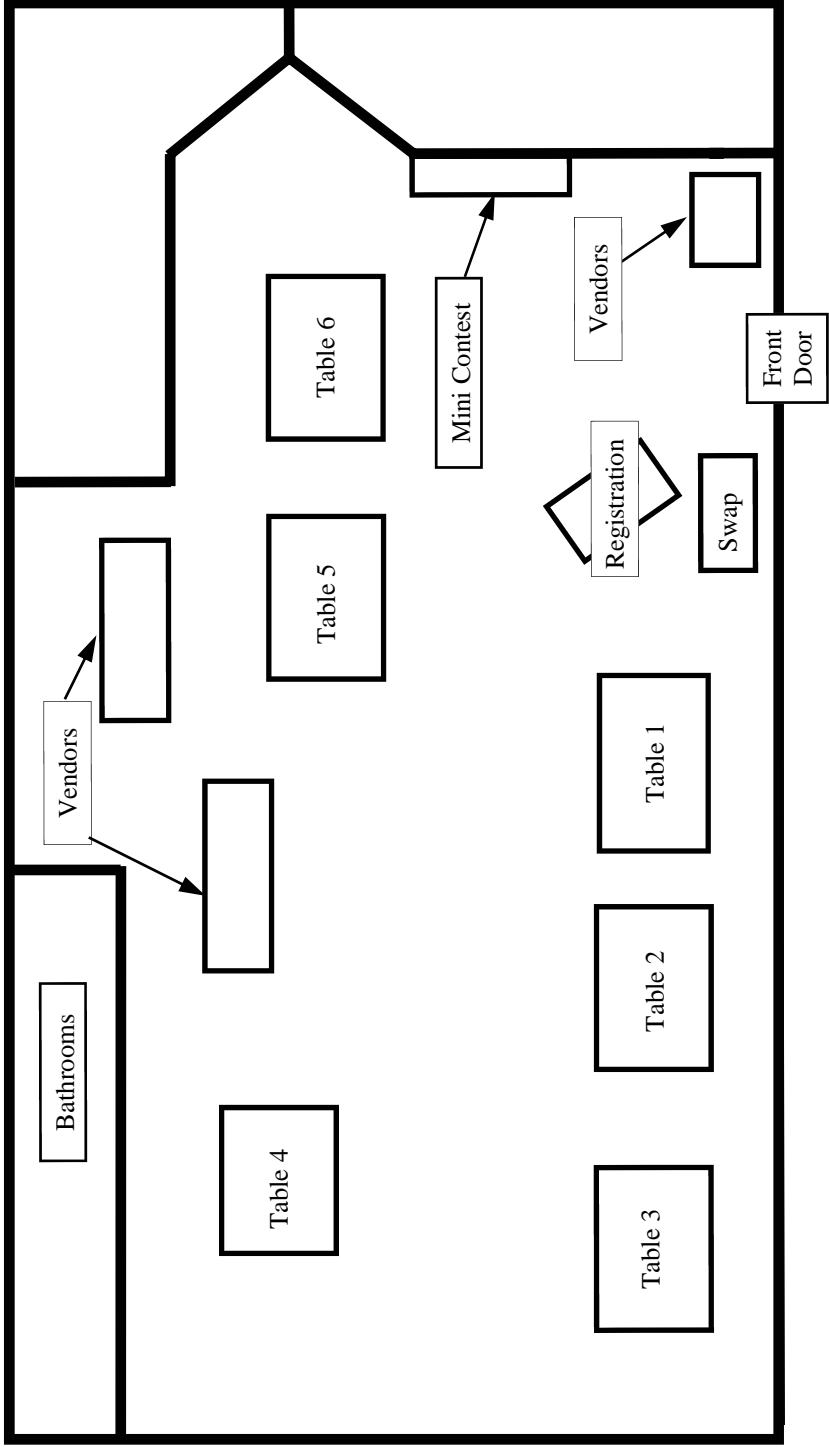 Bathrooms
Vendors
Table 4
Table 5
Table 6
Mini Contest
Vendors
Registration
Table 3
Table 2
Table 1
Swap
Front
Door